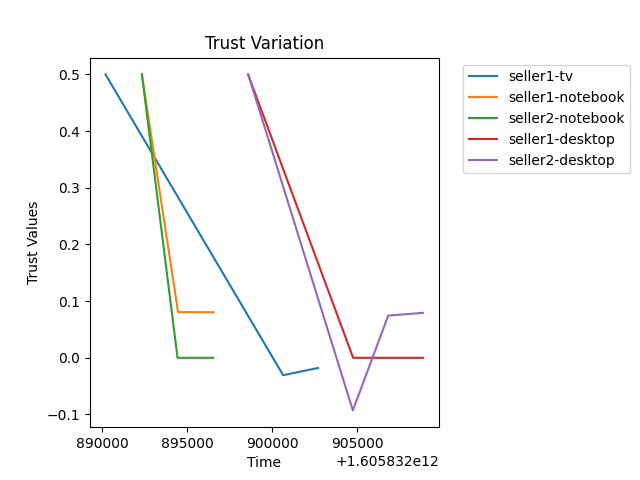 Trust Variation
seller1-tv
seller1-notebook
seller2-notebook
seller1-desktop
seller2-desktop
Trust Values
0.5
0.4
0.3
0.2
0.1
0.0
−0.1
890000 895000 900000 905000
Time
+1.605832e12